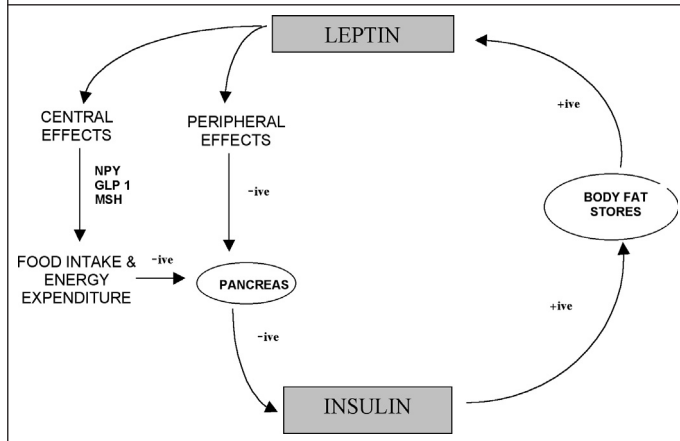 LEPTIN
+ive
CENTRAL
EFFECTS
PERIPHERAL
EFFECTS
NPY
GLP 1
MSH
-ive
BODY FAT
STORES
FOOD INTAKE &
ENERGY
EXPENDITURE
-ive
PANCREAS
+ive
-ive
INSULIN